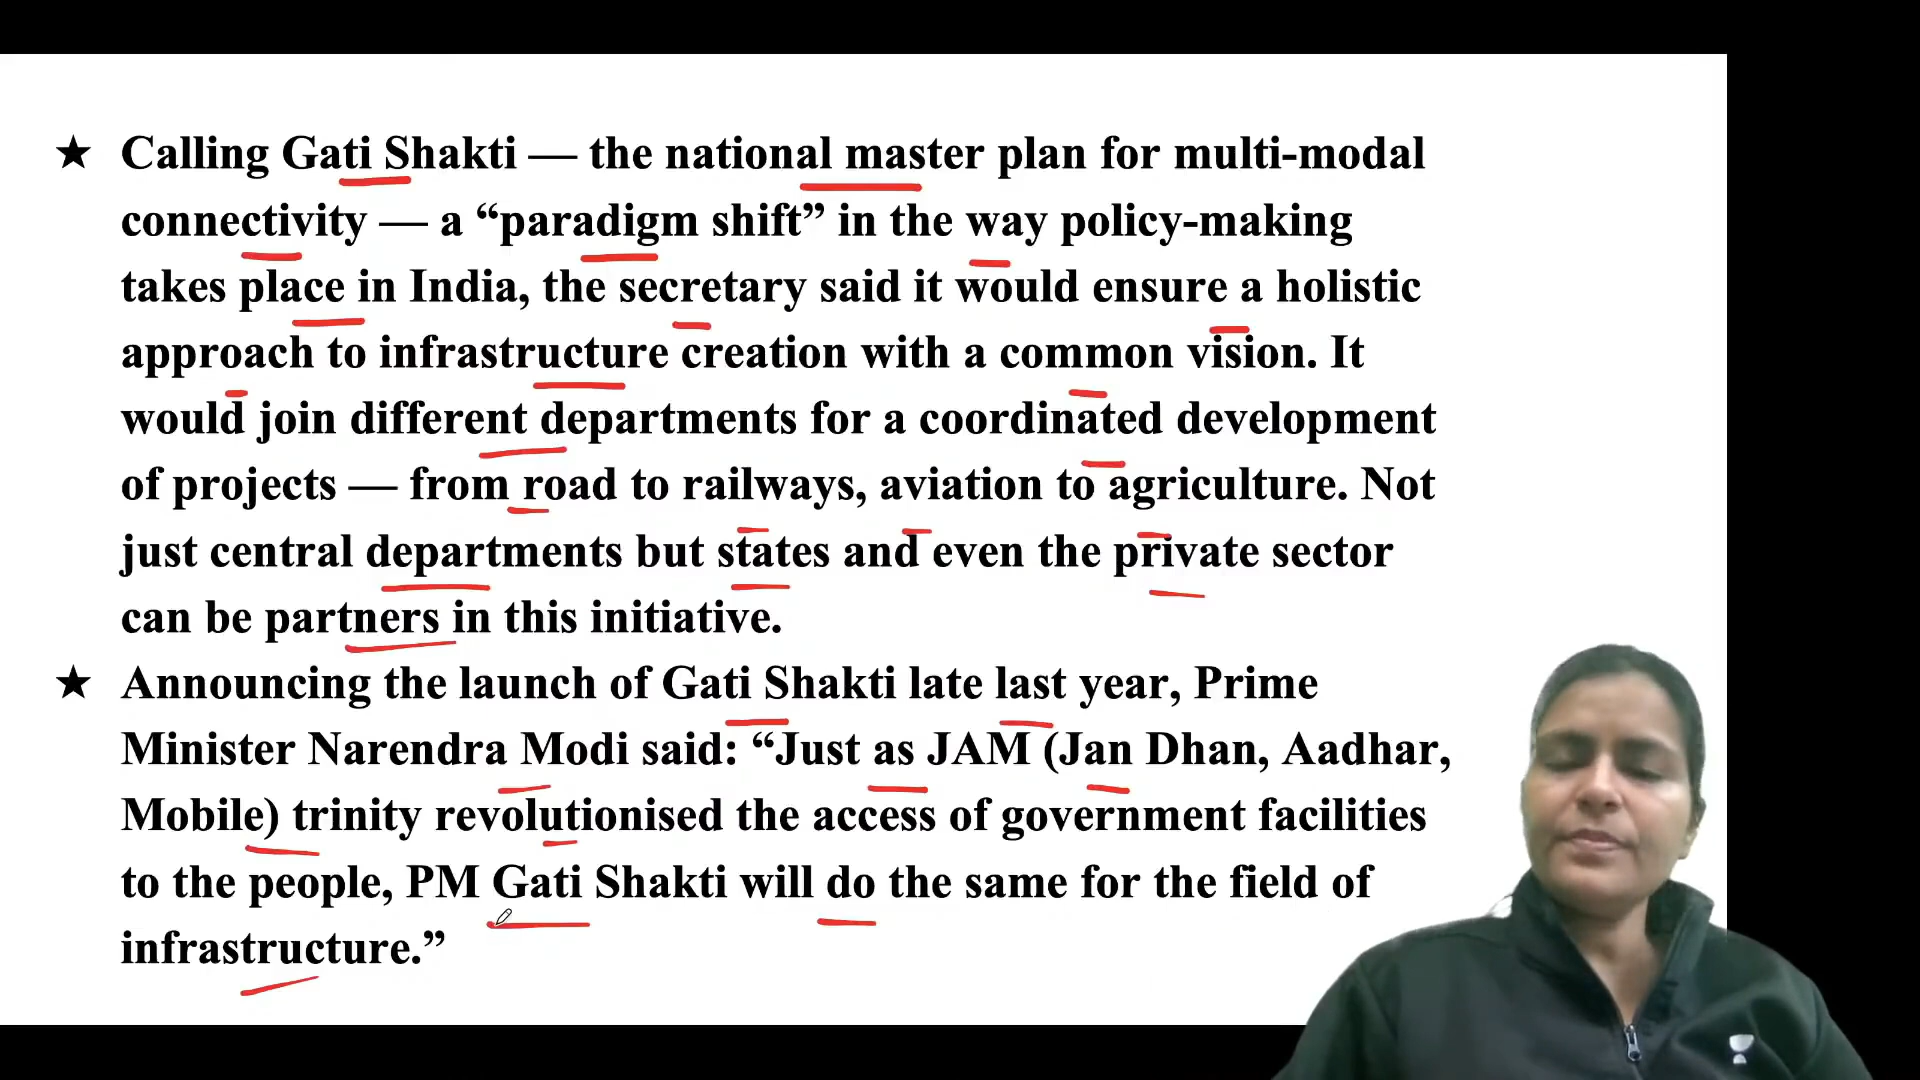 ★ Calling Gati Shakti — the national master plan for multi-modal
connectivity — a “paradigm shift” in the way policy-making
takes place in India, the secretary said it would ensure a holistic
approach to infrastructure creation with a common vision. It
would join different departments for a coordinated development
of projects — from road to railways, aviation to agriculture. Not
just central departments but states and even the private sector
can be partners in this initiative.
★ Announcing the launch of Gati Shakti late last year, Prime
Minister Narendra Modi said: “Just as JAM (Jan Dhan, Aadhar,
Mobile) trinity revolutionised the access of government facilities
to the people, PM Gati Shakti will do the same for the field of
infrastructure.”